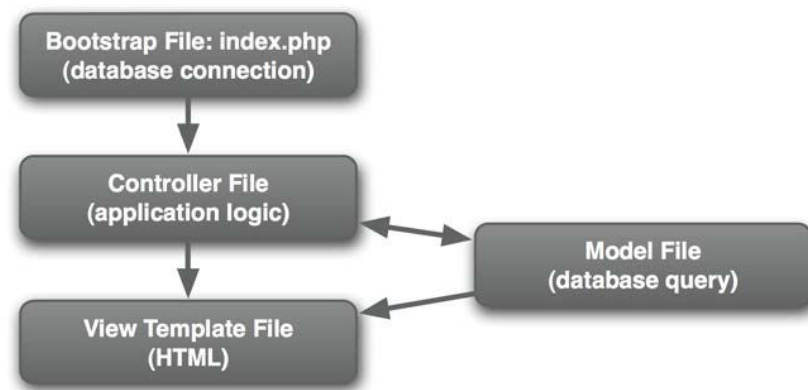 Bootstrap File: index.php
(database connection)
Controller File
(application logic)
Model File
(database query)
View Template File
(HTML)